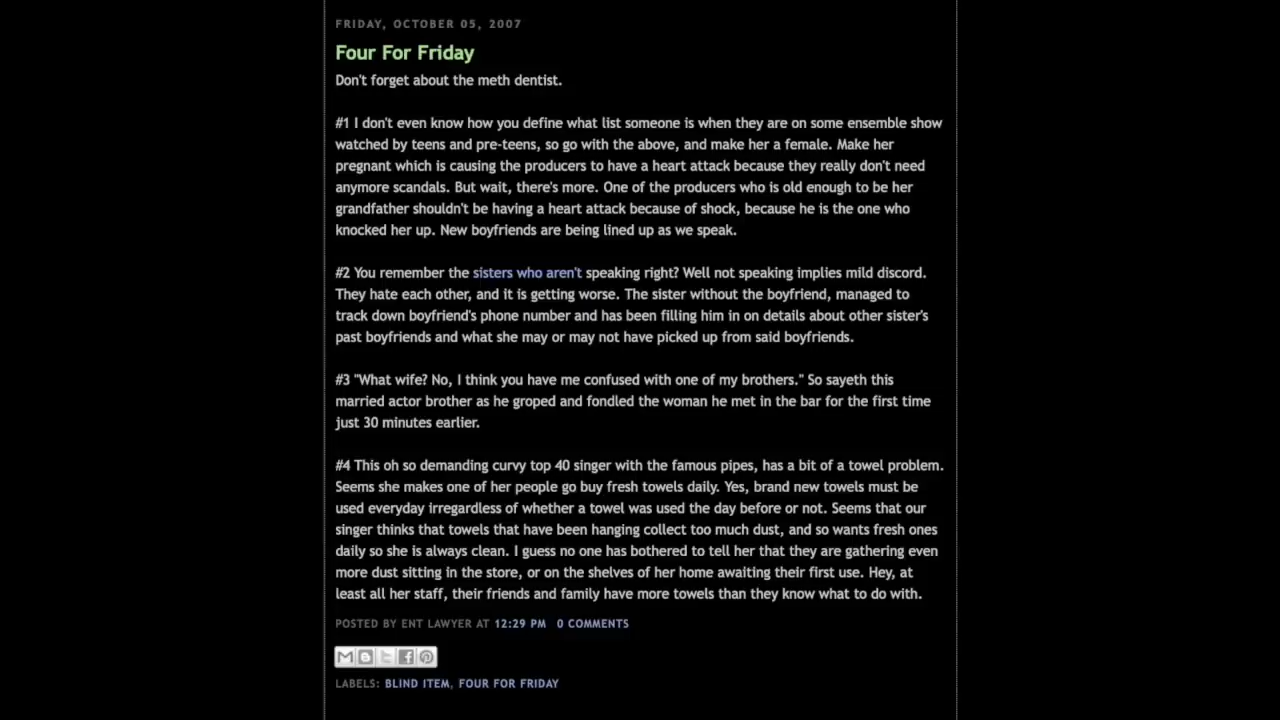 FRIDAY, OCTOBER 05, 2007
Four For Friday
Don't forget about the meth dentist.
#1 I don't even know how you define what list someone is when they are on some ensemble show
watched by teens and pre-teens, so go with the above, and make her a female. Make her
pregnant which is causing the producers to have a heart attack because they really don't need
anymore scandals. But wait, there's more. One of the producers who is old enough to be her
grandfather shouldn't be having a heart attack because of shock, because he is the one who
knocked her up. New boyfriends are being lined up as we speak.
#2 You remember the sisters who aren't speaking right? Well not speaking implies mild discord.
They hate each other, and it is getting worse. The sister without the boyfriend, managed to
track down boyfriend's phone number and has been filling him in on details about other sister's
past boyfriends and what she may or may not have picked up from said boyfriends.
#3 "What wife? No, I think you have me confused with one of my brothers." So sayeth this
married actor brother as he groped and fondled the woman he met in the bar for the first time
just 30 minutes earlier.
#4 This oh so demanding curvy top 40 singer with the famous pipes, has a bit of a towel problem.
Seems she makes one of her people go buy fresh towels daily. Yes, brand new towels must be
used everyday irregardless of whether a towel was used the day before or not. Seems that our
singer thinks that towels that have been hanging collect too much dust, and so wants fresh ones
daily so she is always clean. I guess no one has bothered to tell her that they are gathering even
more dust sitting in the store, or on the shelves of her home awaiting their first use. Hey, at
least all her staff, their friends and family have more towels than they know what to do with.
POSTED BY ENT LAWYER AT 12:29 PM 0 COMMENTS
LABELS: BLIND ITEM, FOUR FOR FRIDAY